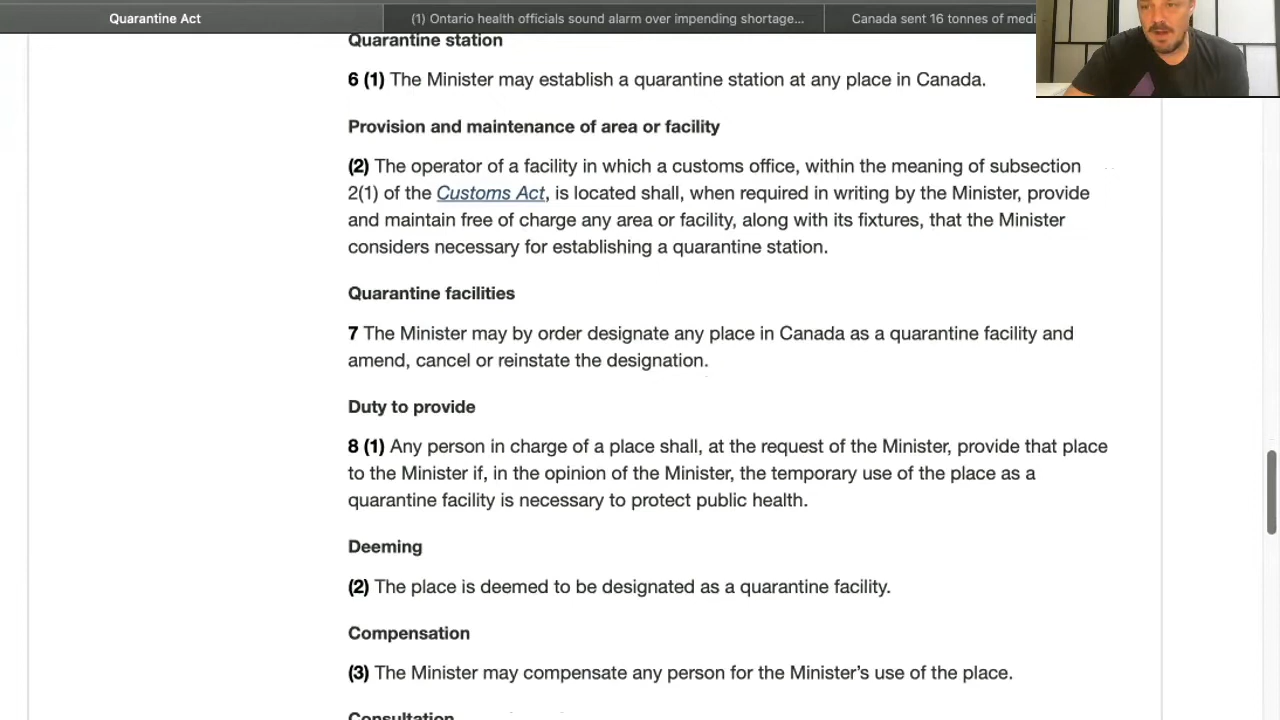 Quarantine Act
(1) Ontario health officials sound alarm over impending shortage...
Canada sent 16 tonnes of medi
Quarantine station
6 (1) The Minister may establish a quarantine station at any place in Canada.
Provision and maintenance of area or facility
(2) The operator of a facility in which a customs office, within the meaning of subsection
2(1) of the Customs Act, is located shall, when required in writing by the Minister, provide
and maintain free of charge any area or facility, along with its fixtures, that the Minister
considers necessary for establishing a quarantine station.
Quarantine facilities
7 The Minister may by order designate any place in Canada as a quarantine facility and
amend, cancel or reinstate the designation.
Duty to provide
8 (1) Any person in charge of a place shall, at the request of the Minister, provide that place
to the Minister if, in the opinion of the Minister, the temporary use of the place as a
quarantine facility is necessary to protect public health.
Deeming
(2) The place is deemed to be designated as a quarantine facility.
Compensation
(3) The Minister may compensate any person for the Minister’s use of the place.
Consultation